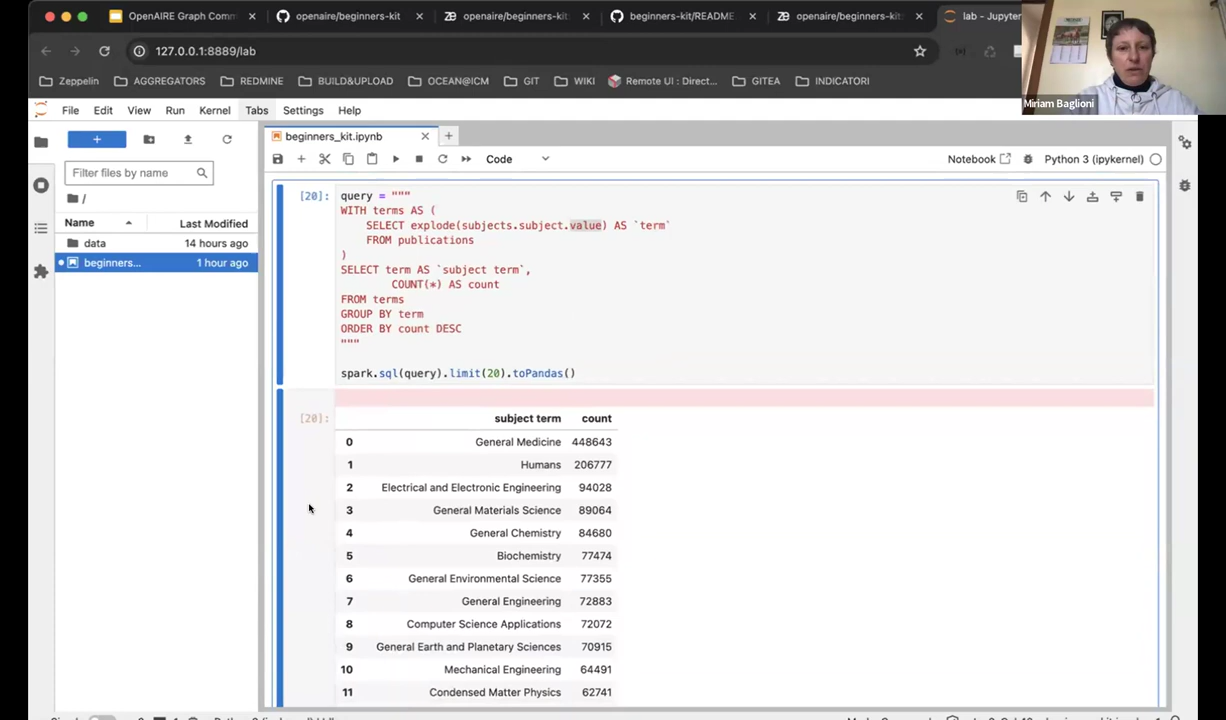 OpenAIRE Graph Comm
openaire/beginners-kit
openaire/beginners-kit:
beginners-kit/README
openaire/beginners-kit:
lab - Jupyter
127.0.0.1:8889/lab
Zeppelin
AGGREGATORS
REDMINE
BUILD&UPLOAD
OCEAN@ICM
GIT
WIKI
Remote UI : Direct...
GITEA
INDICATORI
Miriam Baglioni
File Edit View Run Kernel Tabs Settings Help
beginners_kit.ipynb
Filter files by name
Code
Notebook
Python 3 (ipykernel)
/
Name
Last Modified
data
14 hours ago
beginners...
1 hour ago
[20]:
query = """
WITH terms AS (
SELECT explode(subjects.subject.value) AS `term`
FROM publications
)
SELECT term AS `subject term`,
COUNT(*) AS count
FROM terms
GROUP BY term
ORDER BY count DESC
"""
spark.sql(query).limit(20).toPandas()
[20]:
subject term count
0 General Medicine 448643
1 Humans 206777
2 Electrical and Electronic Engineering 94028
3 General Materials Science 89064
4 General Chemistry 84680
5 Biochemistry 77474
6 General Environmental Science 77355
7 General Engineering 72883
8 Computer Science Applications 72072
9 General Earth and Planetary Sciences 70915
10 Mechanical Engineering 64491
11 Condensed Matter Physics 62741